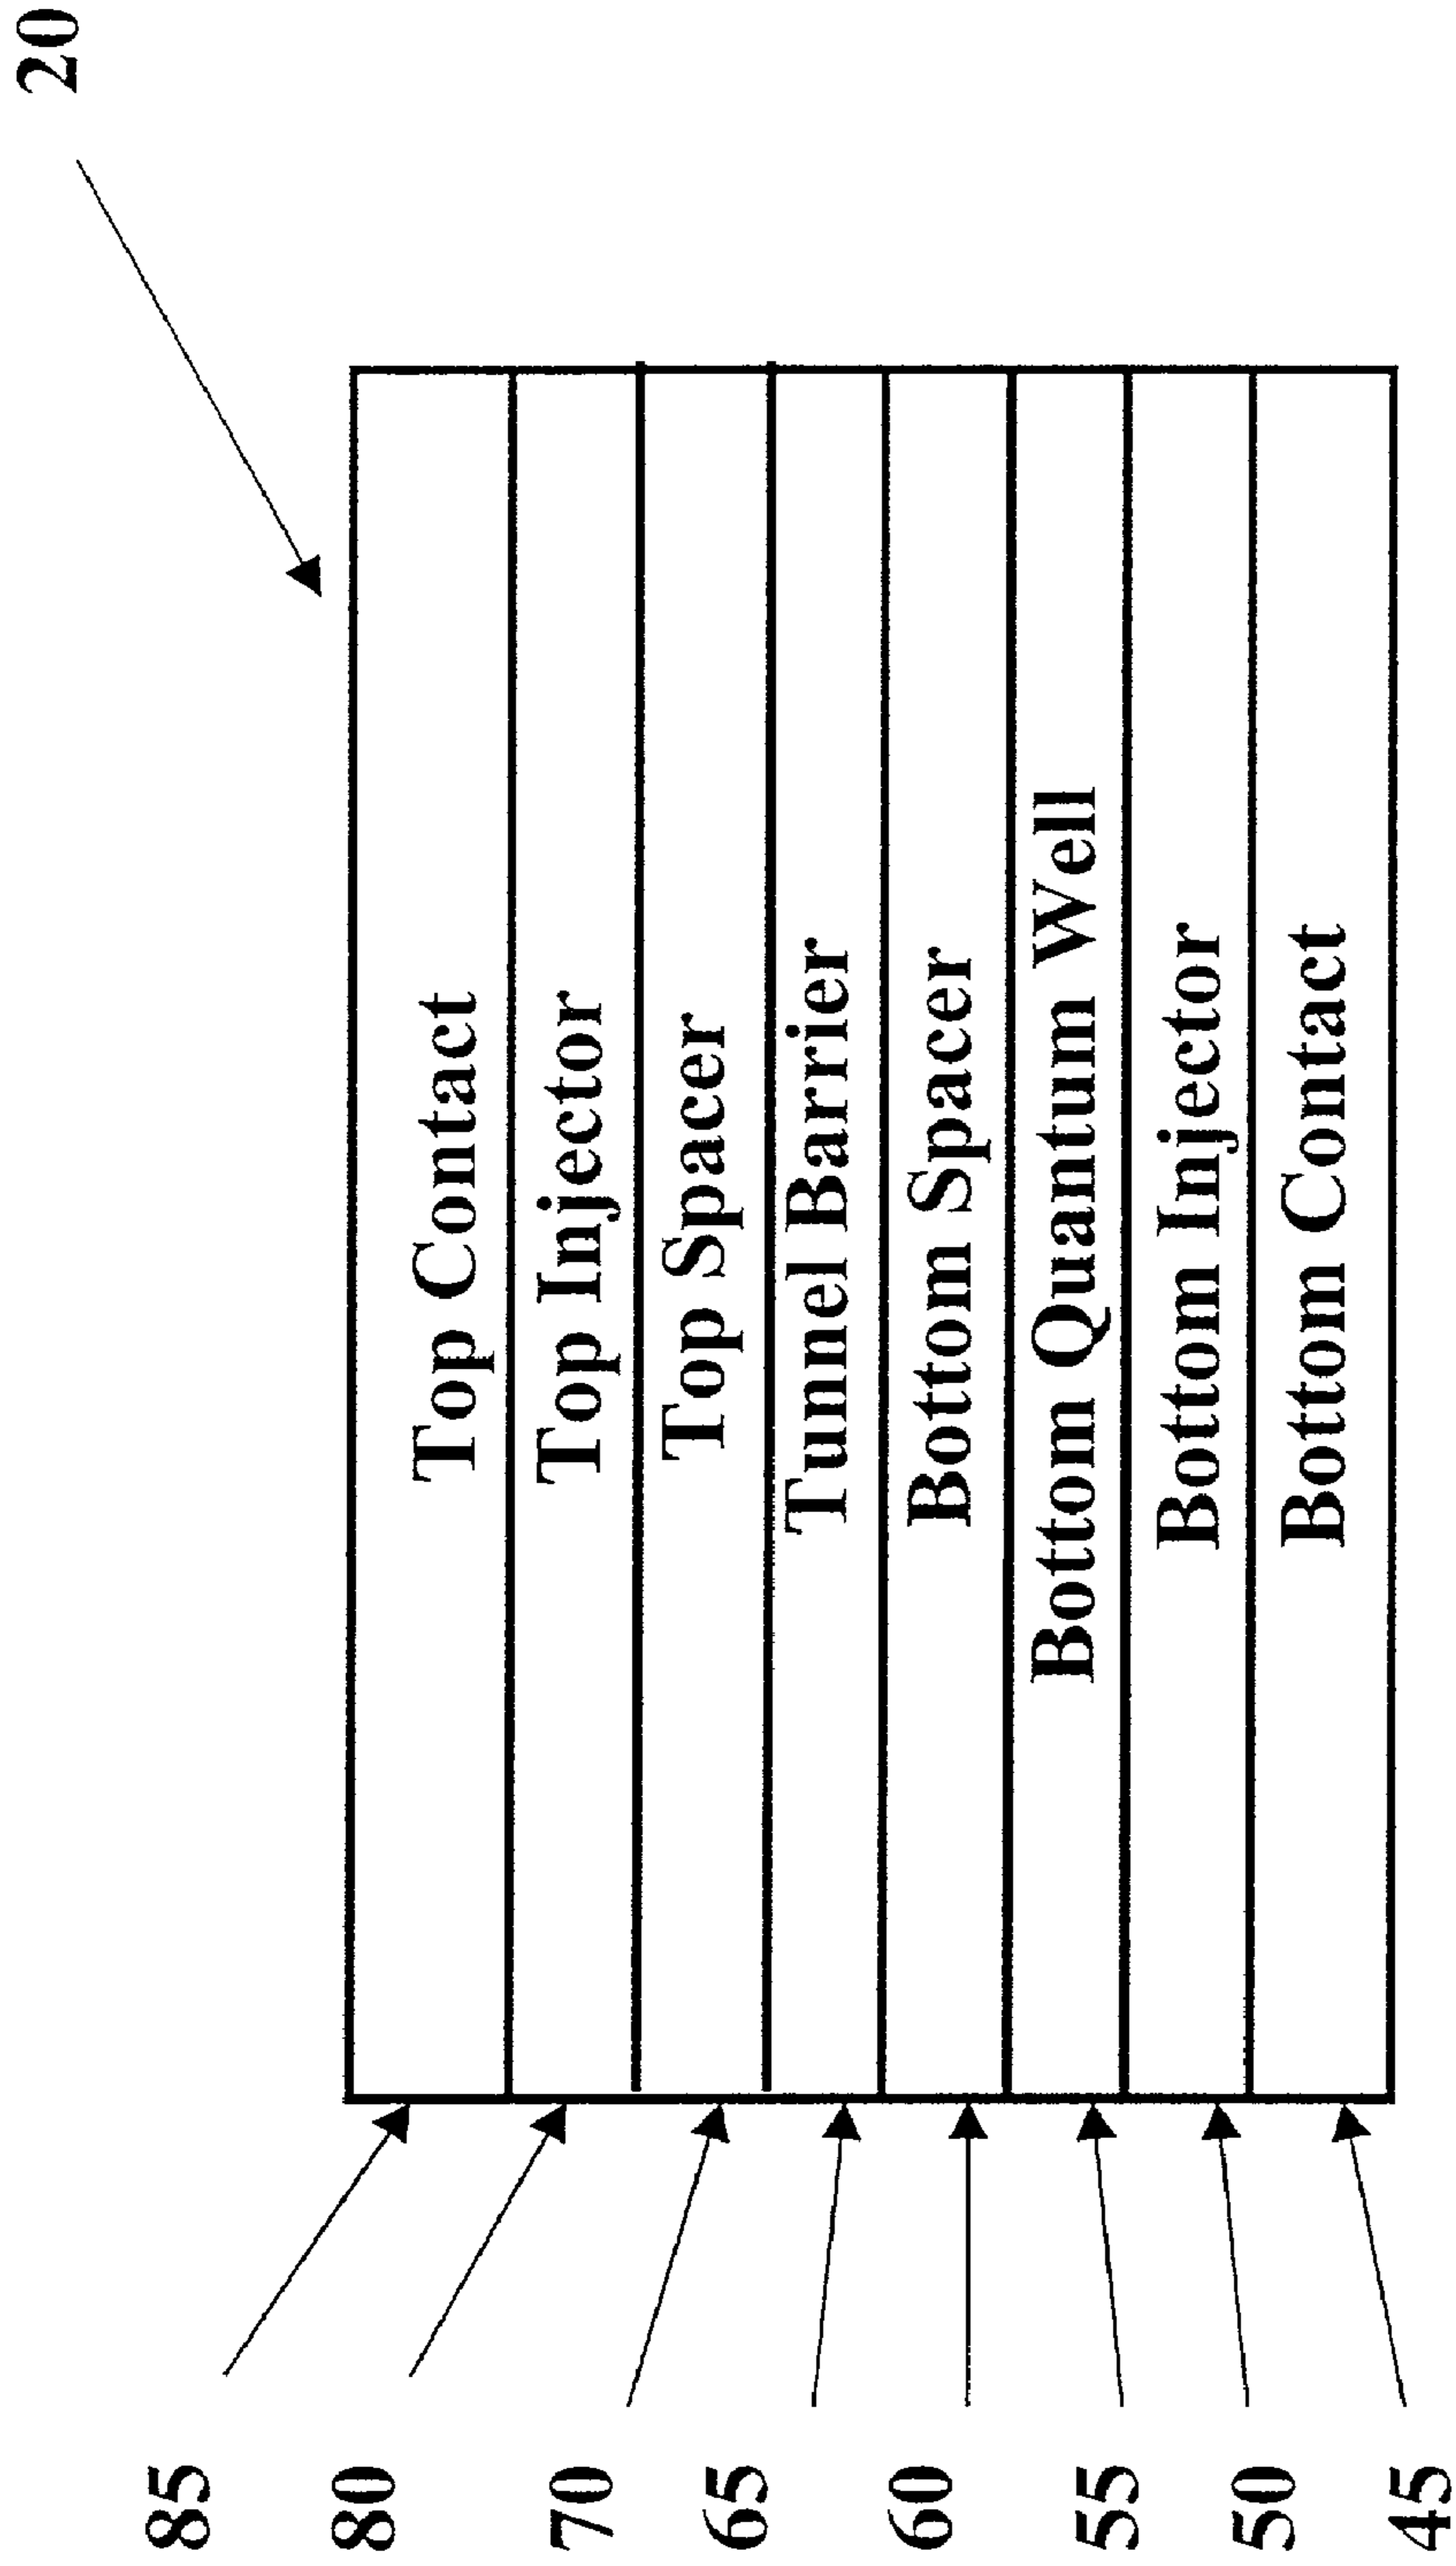 20
85 Top Contact
80 Top Injector
70 Top Spacer
65 Tunnel Barrier
60 Bottom Spacer
55 Bottom Quantum Well
50 Bottom Injector
45 Bottom Contact